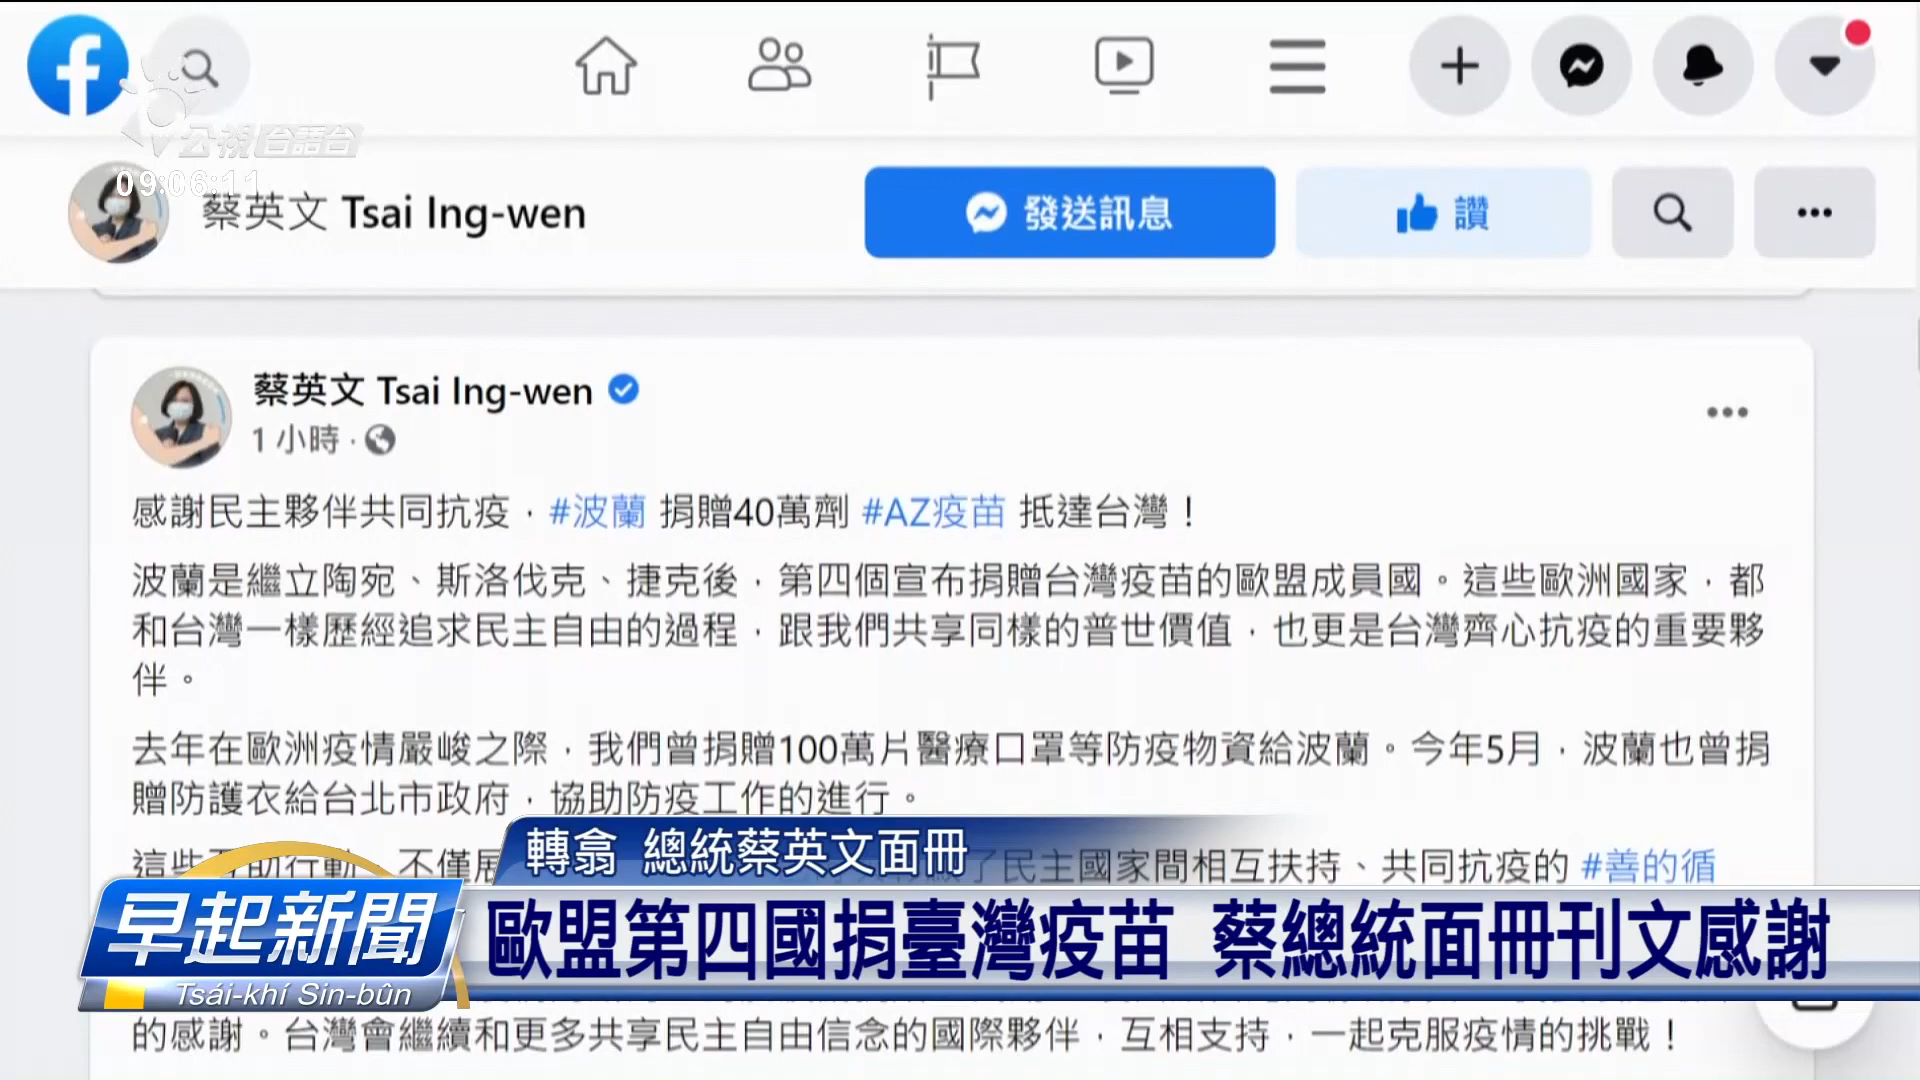 公視台語台
09:06:11
蔡英文 Tsai Ing-wen
發送訊息
讚
蔡英文 Tsai Ing-wen
1 小時
感謝民主夥伴共同抗疫，#波蘭 捐贈40萬劑 #AZ疫苗 抵達台灣！
波蘭是繼立陶宛、斯洛伐克、捷克後，第四個宣布捐贈台灣疫苗的歐盟成員國。這些歐洲國家，都
和台灣一樣歷經追求民主自由的過程，跟我們共享同樣的普世價值，也更是台灣齊心抗疫的重要夥
伴。
去年在歐洲疫情嚴峻之際，我們曾捐贈100萬片醫療口罩等防疫物資給波蘭。今年5月，波蘭也曾捐
贈防護衣給台北市政府，協助防疫工作的進行。
這些互助行動，不僅展
了民主國家間相互扶持、共同抗疫的 #善的循
轉翕 總統蔡英文面冊
早起新聞
Tsái-khí Sin-bûn
歐盟第四國捐臺灣疫苗 蔡總統面冊刊文感謝
的感謝。台灣會繼續和更多共享民主自由信念的國際夥伴，互相支持，一起克服疫情的挑戰！